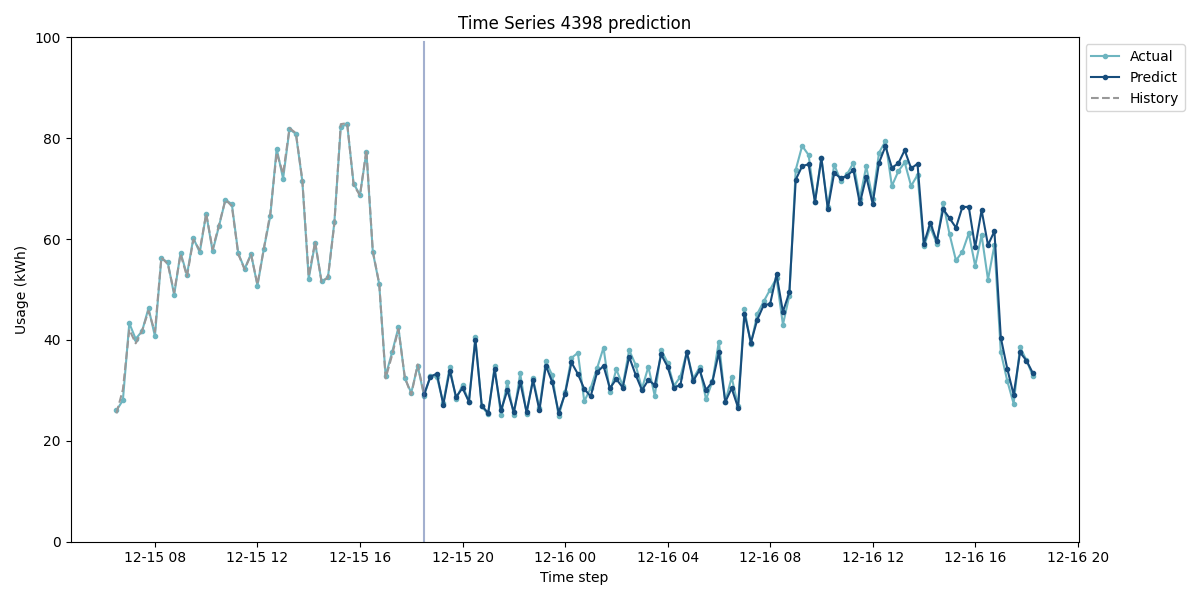 Time Series 4398 prediction
Usage (kWh)
100
80
60
40
20
0
12-15 08
12-15 12
12-15 16
12-15 20
12-16 00
12-16 04
12-16 08
12-16 12
12-16 16
12-16 20
Time step
Actual
Predict
History